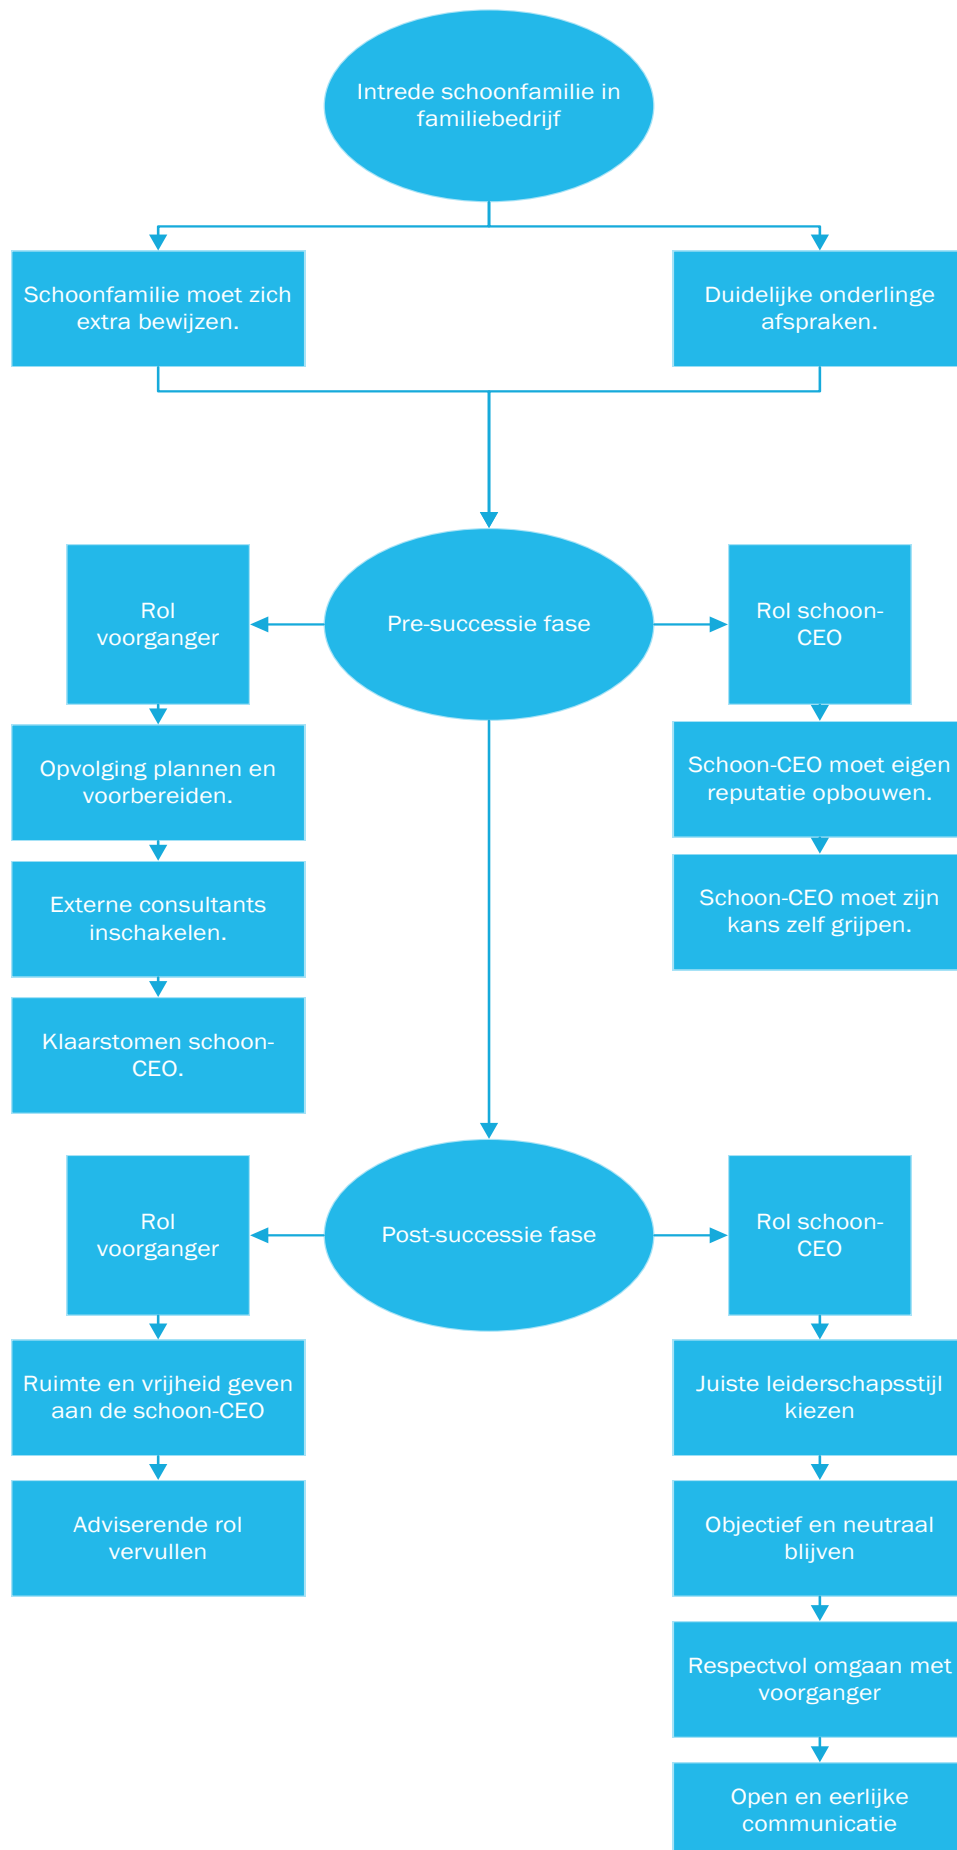 Intrede schoonfamilie in
familiebedrijf
Schoonfamilie moet zich
extra bewijzen.
Duidelijke onderlinge
afspraken.
Pre-successie fase
Rol
voorganger
Opvolging plannen en
voorbereiden.
Externe consultants
inschakelen.
Klaarstomen schoon-
CEO.
Rol schoon-
CEO
Schoon-CEO moet eigen
reputatie opbouwen.
Schoon-CEO moet zijn
kans zelf grijpen.
Post-successie fase
Rol
voorganger
Ruimte en vrijheid geven
aan de schoon-CEO
Adviserende rol
vervullen
Rol schoon-
CEO
Juiste leiderschapsstijl
kiezen
Objectief en neutraal
blijven
Respectvol omgaan met
voorganger
Open en eerlijke
communicatie